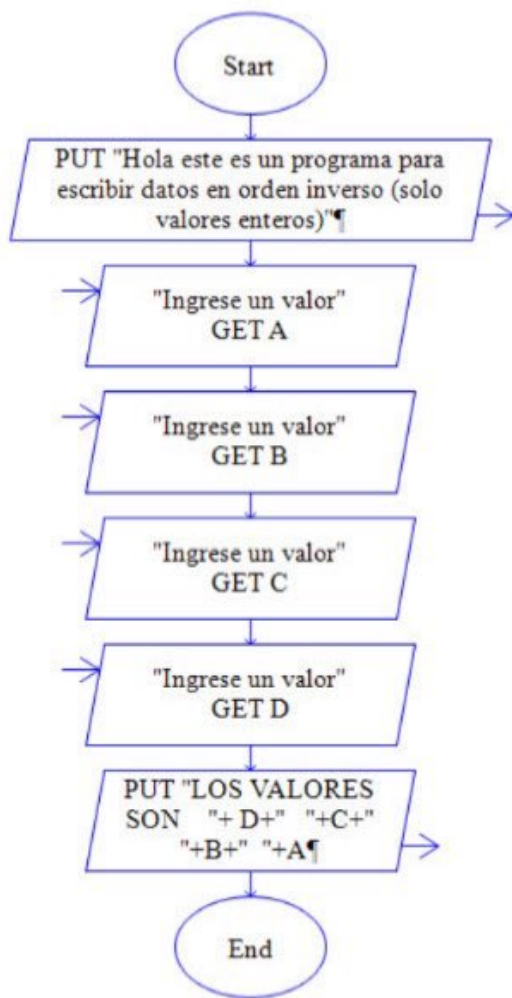 Start
PUT "Hola este es un programa para
escribir datos en orden inverso (solo
valores enteros)"¶
"Ingrese un valor"
GET A
"Ingrese un valor"
GET B
"Ingrese un valor"
GET C
"Ingrese un valor"
GET D
PUT "LOS VALORES
SON    "+ D+"   "+C+"
"+B+"  "+A¶
End